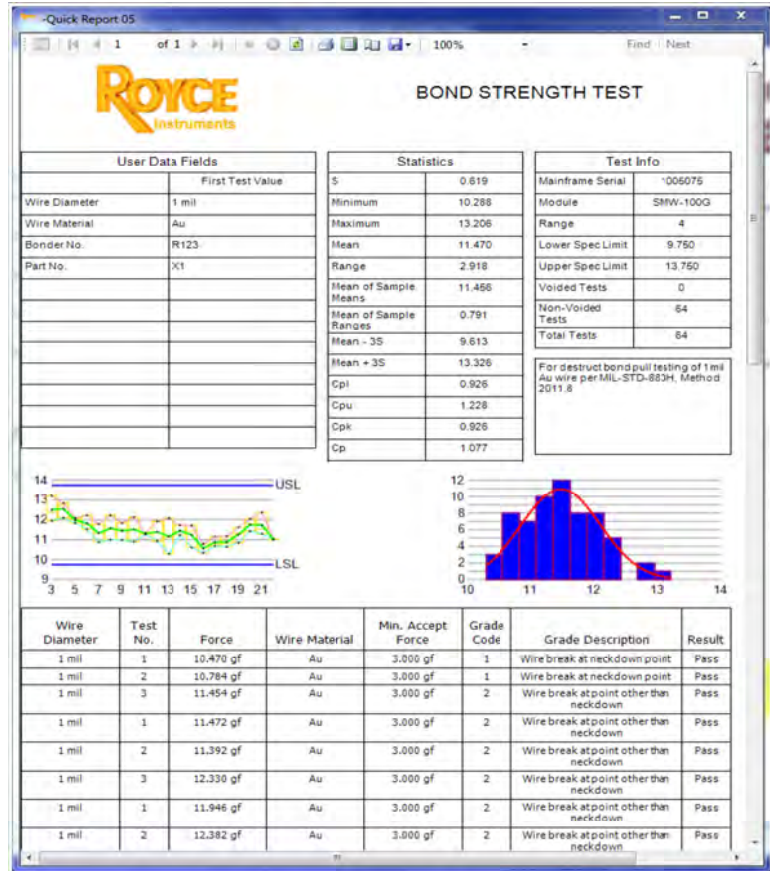 -Quick Report 05
1 of 1 100% Find Next
ROYCE
Instruments
BOND STRENGTH TEST
User Data Fields
First Test Value
Wire Diameter 1 mil
Wire Material Au
Bonder No. R123
Part No. X1
Statistics
S 0.619
Minimum 10.288
Maximum 13.206
Mean 11.470
Range 2.918
Mean of Sample
Means 11.456
Mean of Sample
Ranges 0.791
Mean - 3S 9.613
Mean + 3S 13.326
Cpl 0.926
Cpu 1.228
Cpk 0.926
Cp 1.077
Test Info
Mainframe Serial 1005075
Module SMW-100G
Range 4
Lower Spec Limit 9.750
Upper Spec Limit 13.750
Voided Tests 0
Non-Voided
Tests 64
Total Tests 64
For destruct bond pull testing of 1 mil
Au wire per MIL-STD-883H, Method
2011.8
14
13
12
11
10
9
USL
LSL
3 5 7 9 11 13 15 17 19 21
12
10
8
6
4
2
0
10 11 12 13 14
Wire Diameter Test No. Force Wire Material Min. Accept Force Grade Code Grade Description Result
1 mil 1 10.470 gf Au 3.000 gf 1 Wire break at neckdown point Pass
1 mil 2 10.784 gf Au 3.000 gf 1 Wire break at neckdown point Pass
1 mil 3 11.454 gf Au 3.000 gf 2 Wire break at point other than Pass
neckdown
1 mil 1 11.472 gf Au 3.000 gf 2 Wire break at point other than Pass
neckdown
1 mil 2 11.392 gf Au 3.000 gf 2 Wire break at point other than Pass
neckdown
1 mil 3 12.330 gf Au 3.000 gf 2 Wire break at point other than Pass
neckdown
1 mil 1 11.946 gf Au 3.000 gf 2 Wire break at point other than Pass
neckdown
1 mil 2 12.382 gf Au 3.000 gf 2 Wire break at point other than Pass
neckdown